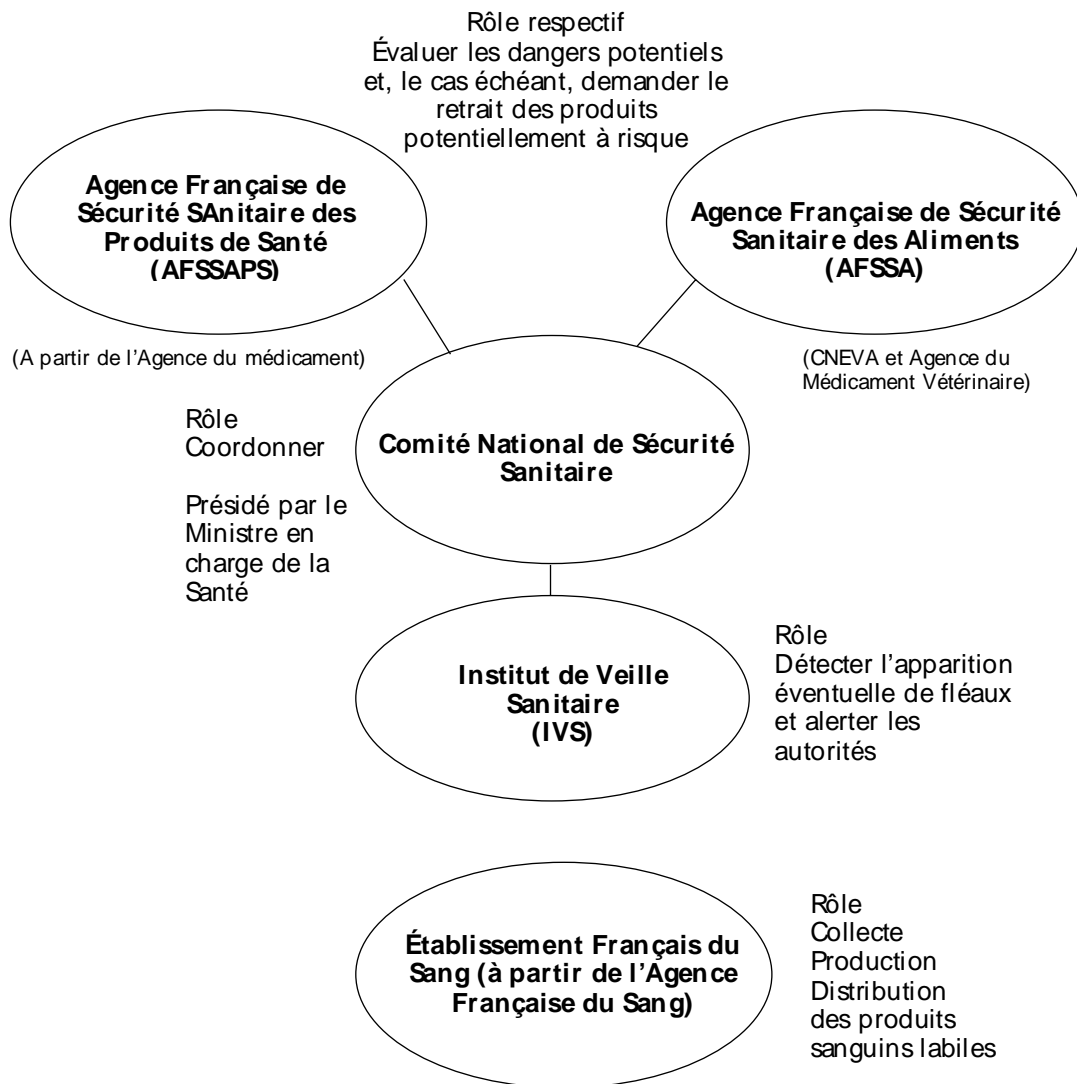 Rôle respectif
Évaluer les dangers potentiels
et, le cas échéant, demander le
retrait des produits
potentiellement à risque
Agence Française de
Sécurité SAnitaire des
Produits de Santé
(AFSSAPS)
Agence Française de Sécurité
Sanitaire des Aliments
(AFSSA)
(A partir de l'Agence du médicament)
(CNEVA et Agence du
Médicament Vétérinaire)
Rôle
Coordonner
Présidé par le
Ministre en
charge de la
Santé
Comité National de Sécurité
Sanitaire
Institut de Veille
Sanitaire
(IVS)
Rôle
Détecter l'apparition
éventuelle de fléaux
et alerter les
autorités
Établissement Français du
Sang (à partir de l'Agence
Française du Sang)
Rôle
Collecte
Production
Distribution
des produits
sanguins labiles